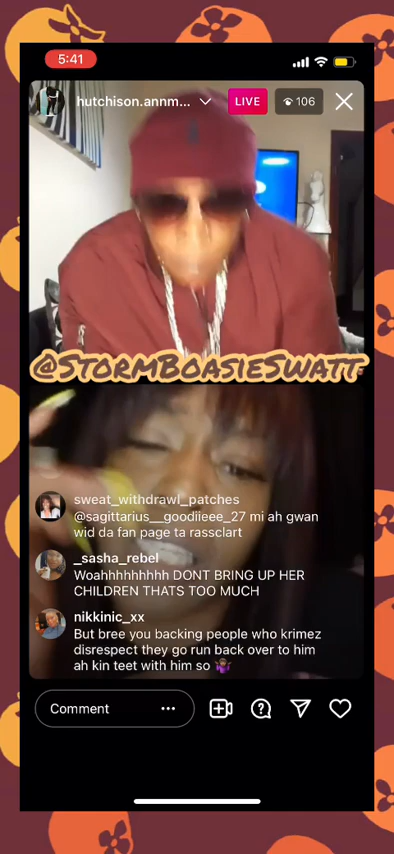 5:41
hutchison.annm...
LIVE
106
@STORMBOASIESWATT
sweat_withdrawl_patches
@sagittarius__goodiieee_27 mi ah gwan
wid da fan page ta rassclart
_sasha_rebel
Woahhhhhhhhh DONT BRING UP HER
CHILDREN THATS TOO MUCH
nikkinic_xx
But bree you backing people who krimez
disrespect they go run back over to him
ah kin teet with him so 🤷🏾‍♀️
Comment